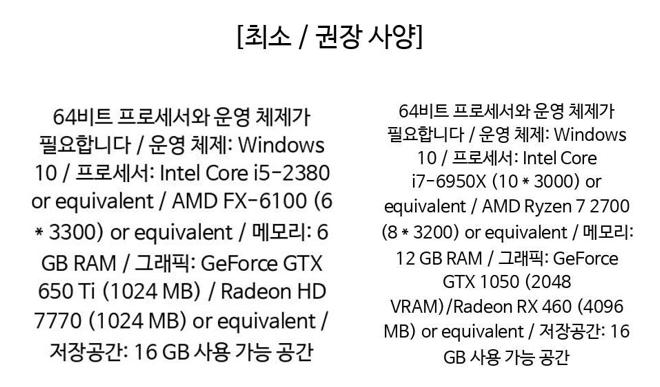 [최소 / 권장 사양]
64비트 프로세서와 운영 체제가
필요합니다 / 운영 체제: Windows
10 / 프로세서: Intel Core i5-2380
or equivalent / AMD FX-6100 (6
* 3300) or equivalent / 메모리: 6
GB RAM / 그래픽: GeForce GTX
650 Ti (1024 MB) / Radeon HD
7770 (1024 MB) or equivalent /
저장공간: 16 GB 사용 가능 공간
64비트 프로세서와 운영 체제가
필요합니다 / 운영 체제: Windows
10 / 프로세서: Intel Core
i7-6950X (10 * 3000) or
equivalent / AMD Ryzen 7 2700
(8 * 3200) or equivalent / 메모리:
12 GB RAM / 그래픽: GeForce
GTX 1050 (2048
VRAM)/Radeon RX 460 (4096
MB) or equivalent / 저장공간: 16
GB 사용 가능 공간